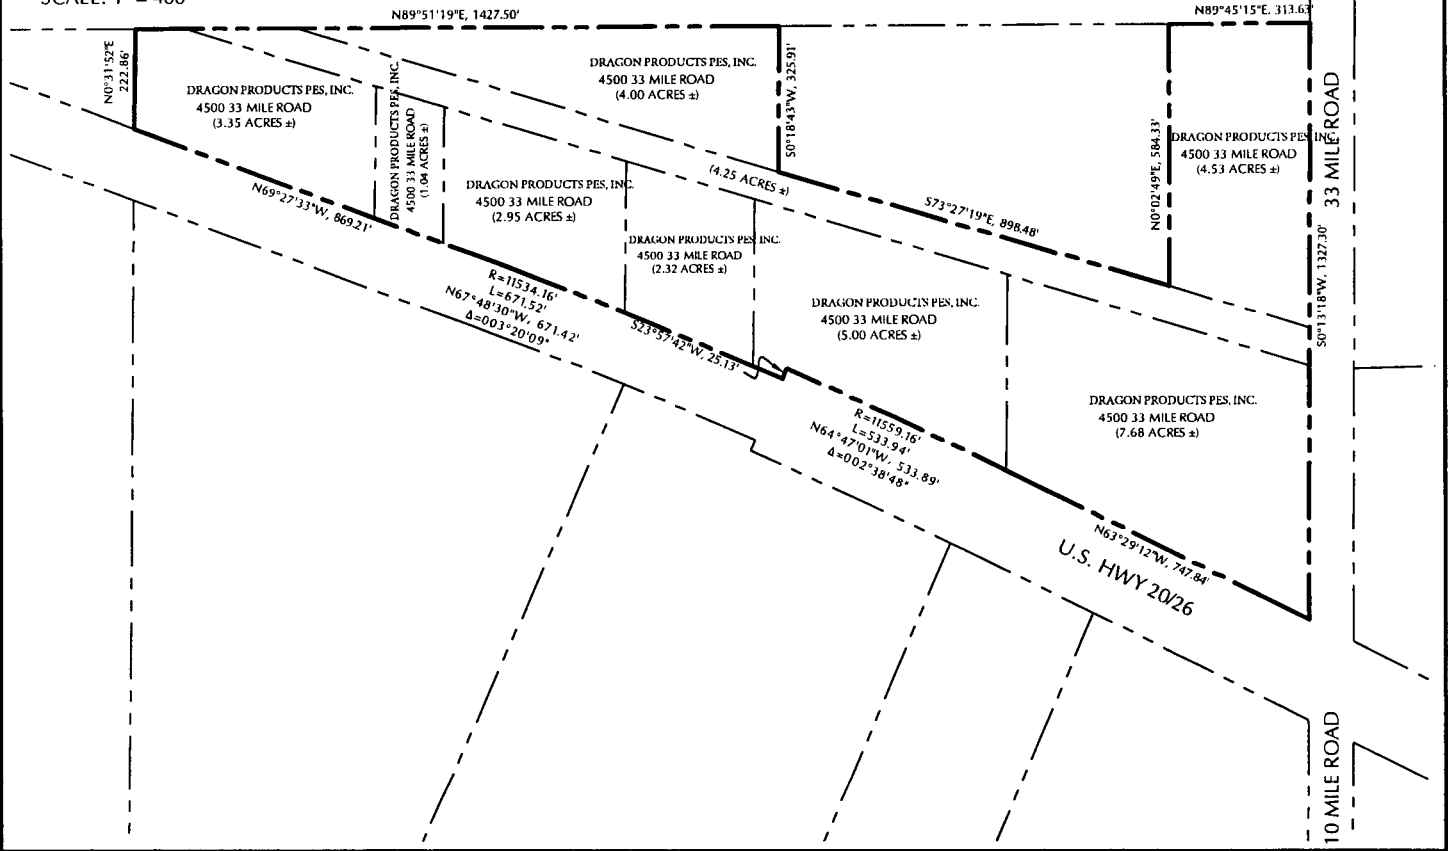 SCALE: 1" = 400'
N89°51'19"E, 1427.50'
N89°45'15"E, 313.63'
N0°31'52"E
222.86'
DRAGON PRODUCTS PES, INC.
4500 33 MILE ROAD
(3.35 ACRES ±)
DRAGON PRODUCTS PES, INC.
4500 33 MILE ROAD
(1.04 ACRES ±)
DRAGON PRODUCTS PES, INC.
4500 33 MILE ROAD
(4.00 ACRES ±)
S0°18'43"W, 325.91'
N0°02'49"E, 584.33'
DRAGON PRODUCTS PES, INC.
4500 33 MILE ROAD
(4.53 ACRES ±)
33 MILE ROAD
N69°27'33"W, 869.21'
DRAGON PRODUCTS PES, INC.
4500 33 MILE ROAD
(2.95 ACRES ±)
(4.25 ACRES ±)
S73°27'19"E, 898.48'
DRAGON PRODUCTS PES, INC.
4500 33 MILE ROAD
(2.32 ACRES ±)
S0°13'18"W, 1327.30'
R=11534.16'
L=671.52'
N67°48'30"W, 671.42'
Δ=003°20'09"
S23°57'42"W, 25.13'
DRAGON PRODUCTS PES, INC.
4500 33 MILE ROAD
(5.00 ACRES ±)
R=11559.16'
L=533.94'
N64°47'01"W, 533.89'
Δ=002°38'48"
DRAGON PRODUCTS PES, INC.
4500 33 MILE ROAD
(7.68 ACRES ±)
N63°29'12"W, 747.84'
U.S. HWY 20/26
10 MILE ROAD